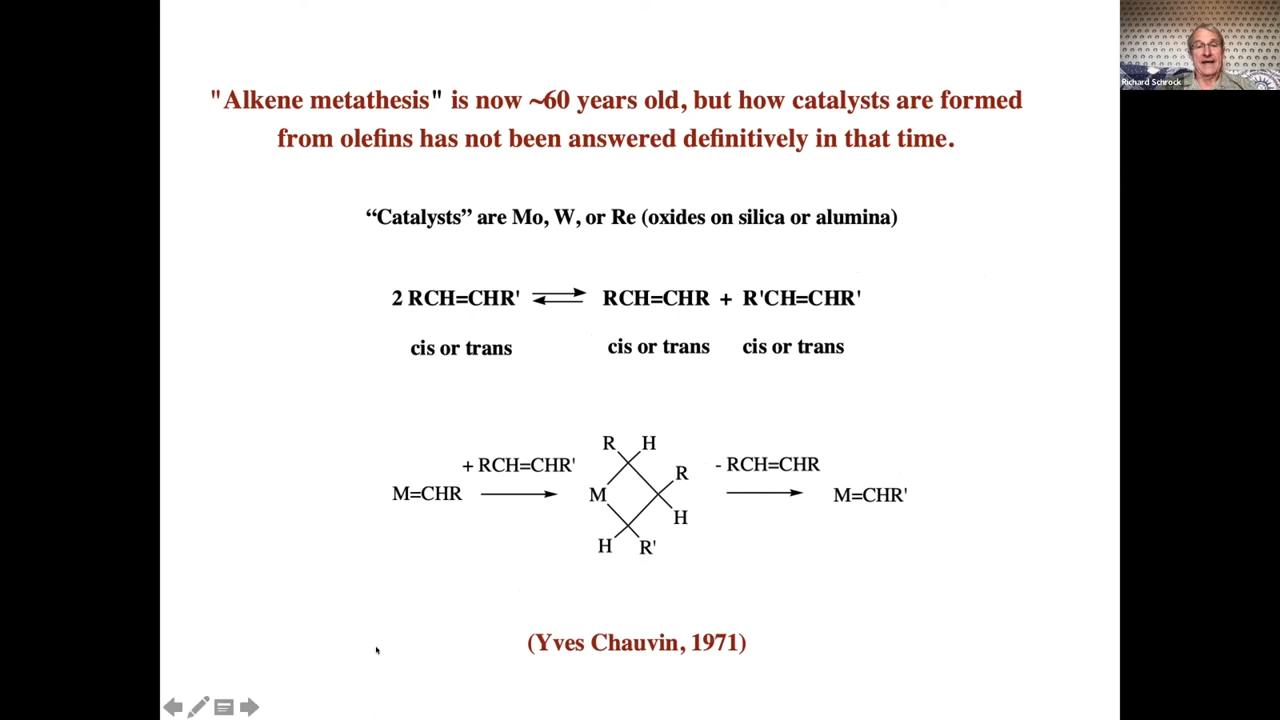 "Alkene metathesis" is now ~60 years old, but how catalysts are formed
from olefins has not been answered definitively in that time.
“Catalysts” are Mo, W, or Re (oxides on silica or alumina)
2 RCH=CHR' ⇌ RCH=CHR + R'CH=CHR'
cis or trans cis or trans cis or trans
R H
+ RCH=CHR' - RCH=CHR
R
M=CHR M M=CHR'
H
H R'
(Yves Chauvin, 1971)
Richard Schrock